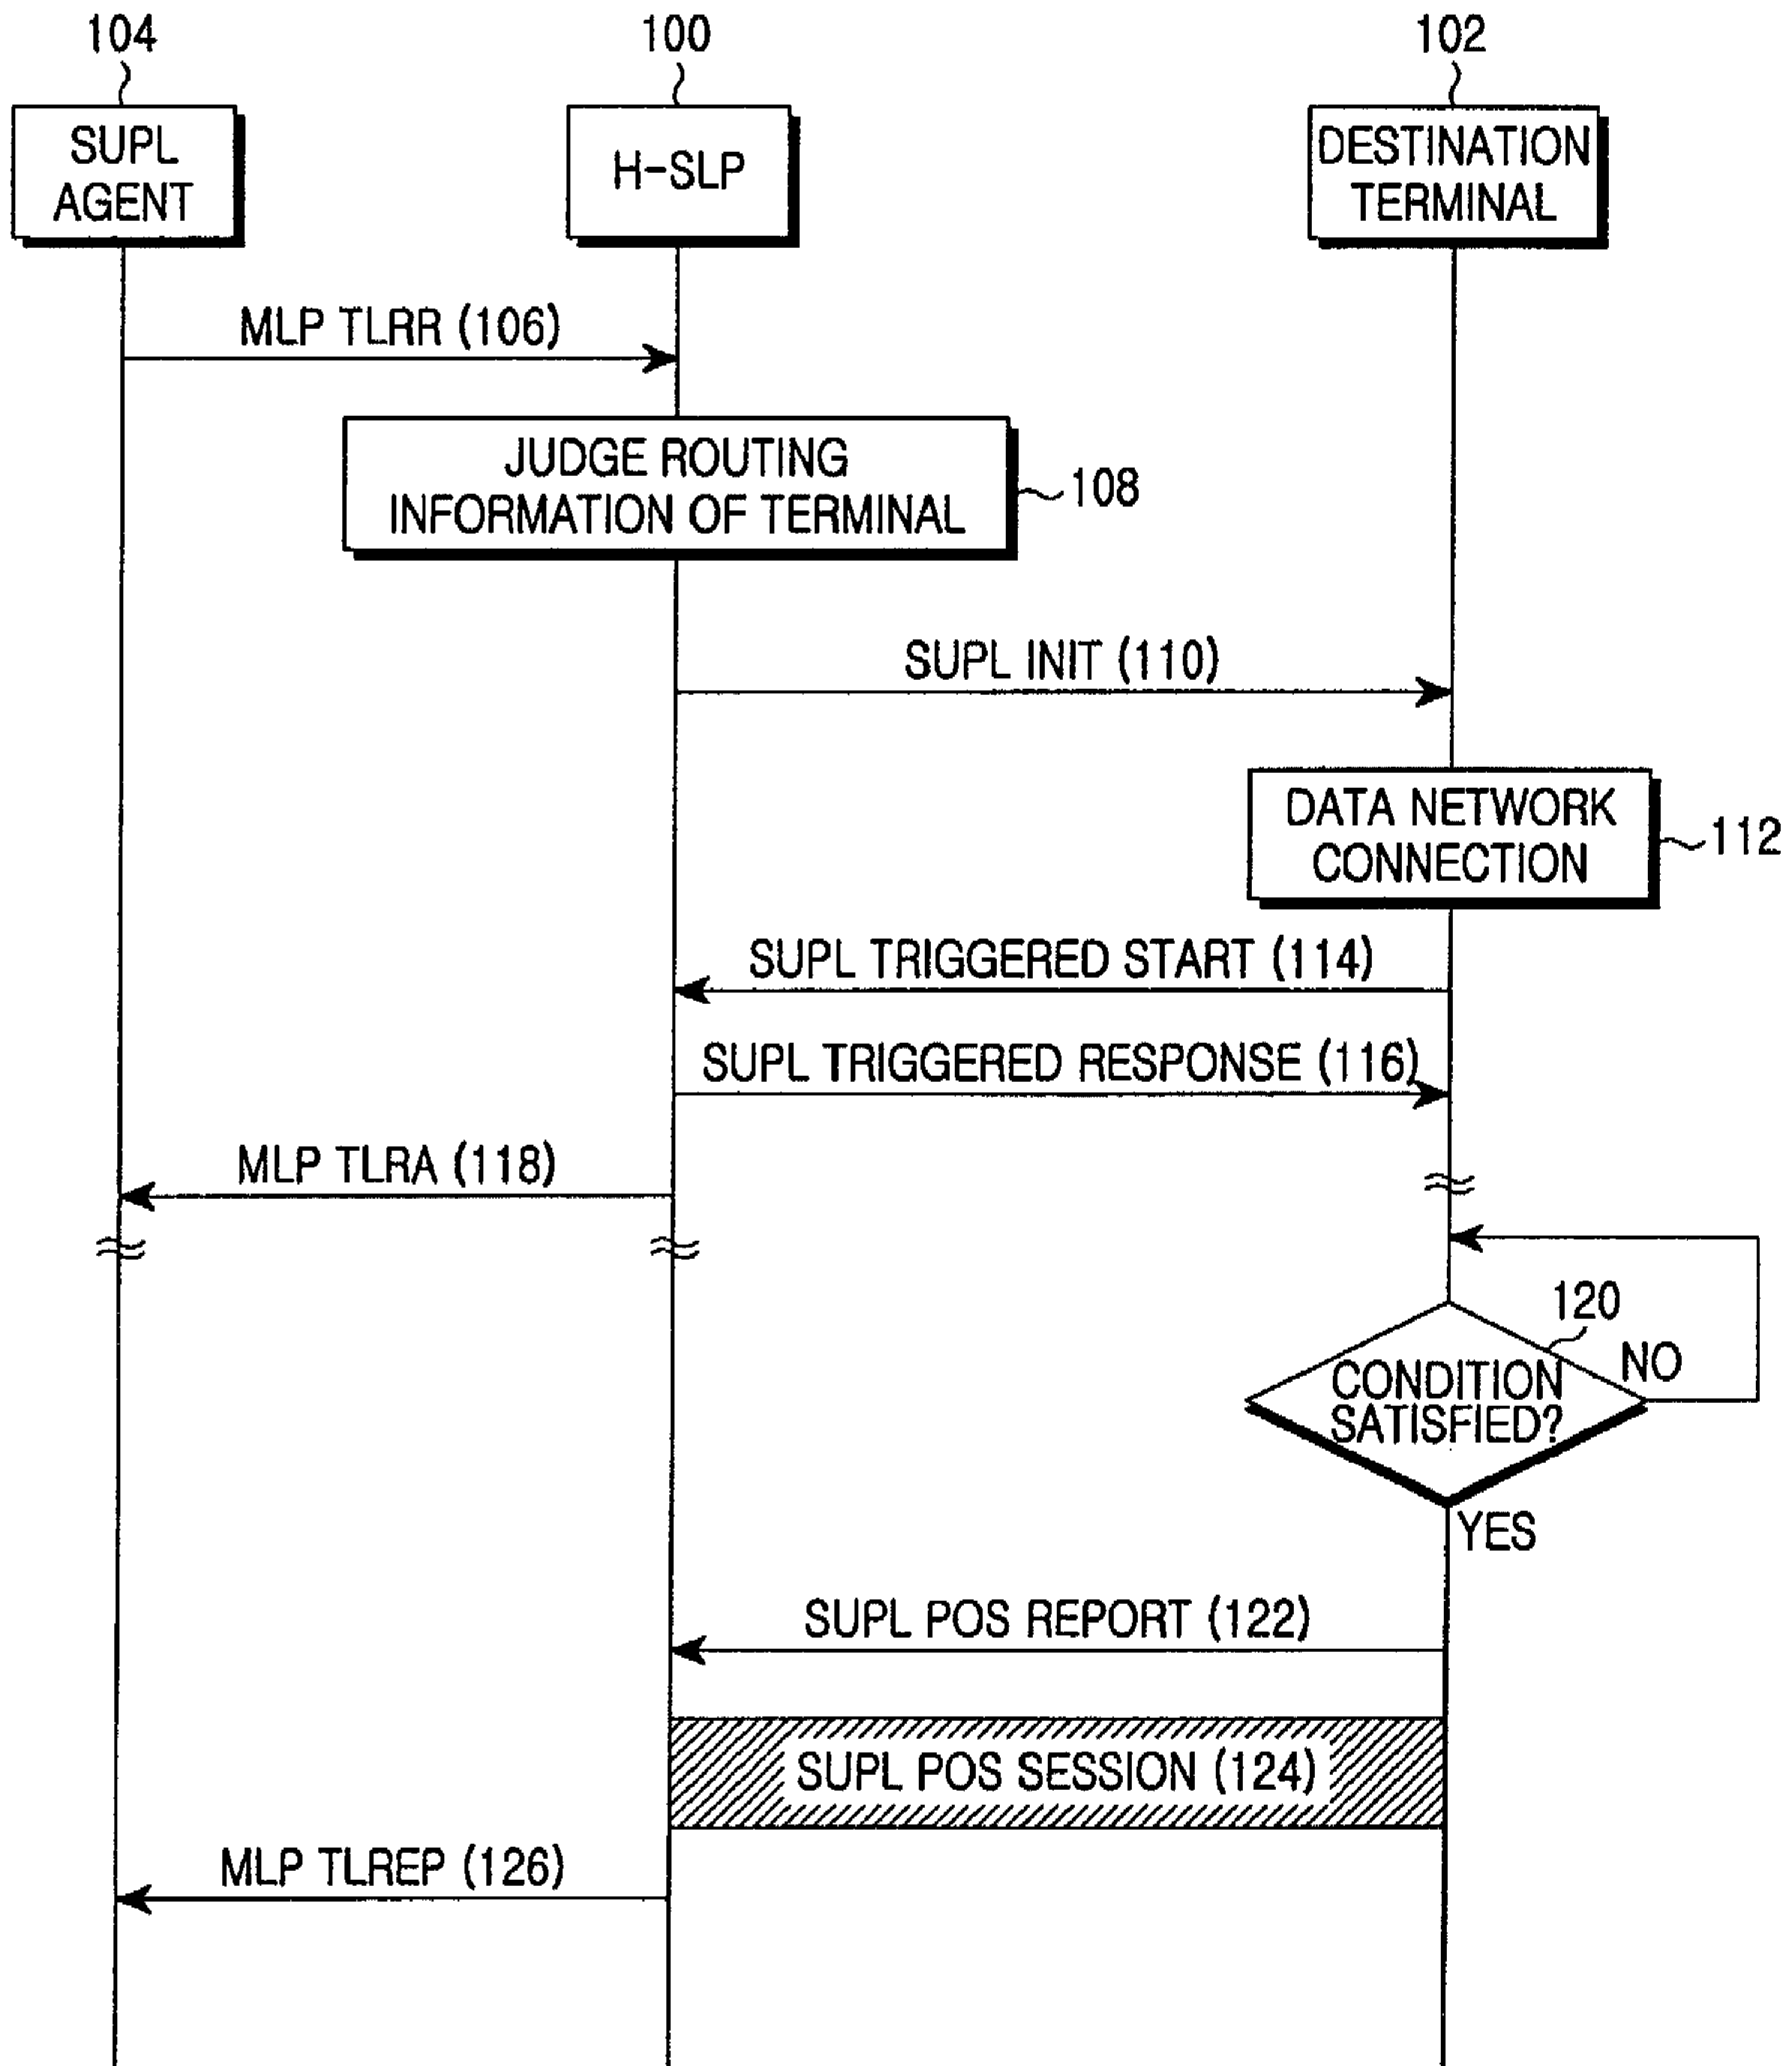 104
100
102
SUPL
AGENT
H-SLP
DESTINATION
TERMINAL
MLP TLRR (106)
JUDGE ROUTING
INFORMATION OF TERMINAL
108
SUPL INIT (110)
DATA NETWORK
CONNECTION
112
SUPL TRIGGERED START (114)
SUPL TRIGGERED RESPONSE (116)
MLP TLRA (118)
120
NO
CONDITION
SATISFIED?
YES
SUPL POS REPORT (122)
SUPL POS SESSION (124)
MLP TLREP (126)